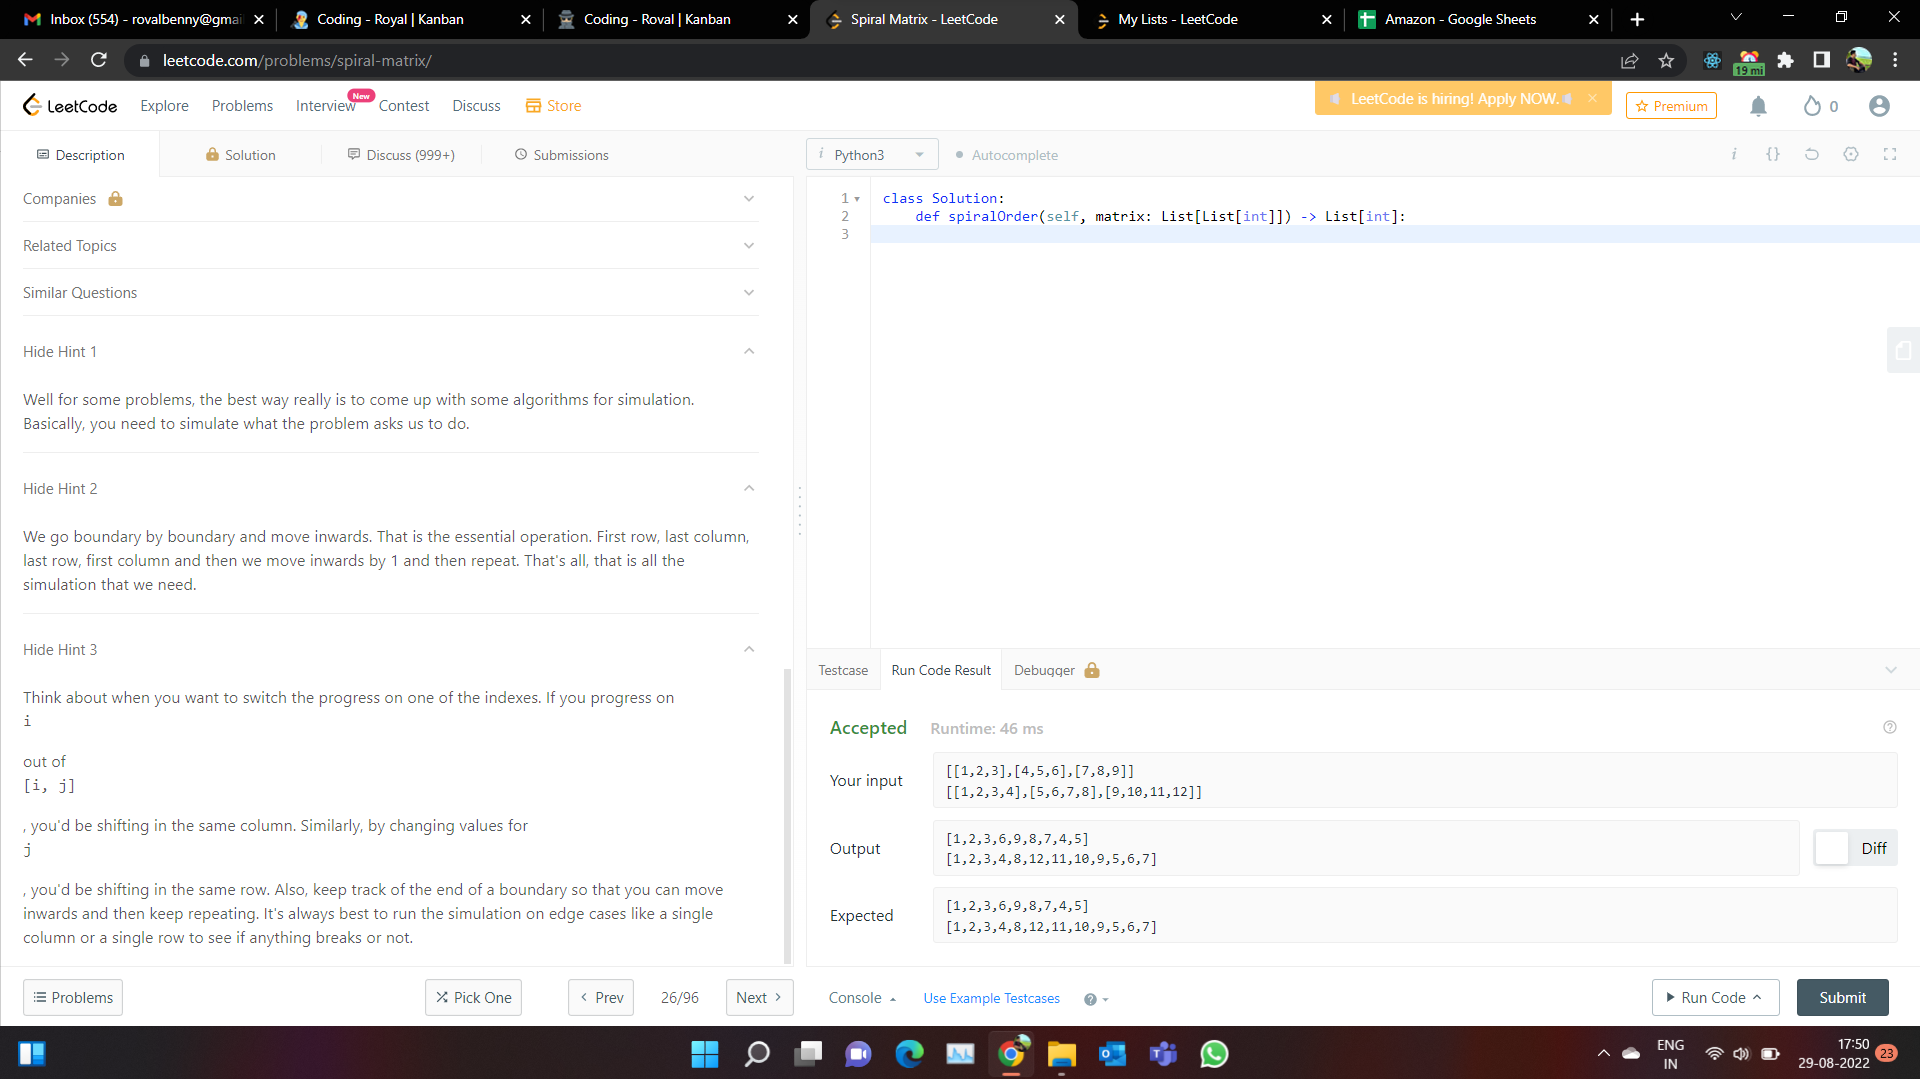 Inbox (554) - rovalbenny@gmai
Coding - Royal | Kanban
Coding - Roval | Kanban
Spiral Matrix - LeetCode
My Lists - LeetCode
Amazon - Google Sheets
leetcode.com/problems/spiral-matrix/
19 mi
LeetCode
Explore
Problems
Interview
New
Contest
Discuss
Store
LeetCode is hiring! Apply NOW.
Premium
0
Description
Solution
Discuss (999+)
Submissions
Python3
Autocomplete
Companies
Related Topics
Similar Questions
Hide Hint 1
Well for some problems, the best way really is to come up with some algorithms for simulation.
Basically, you need to simulate what the problem asks us to do.
Hide Hint 2
We go boundary by boundary and move inwards. That is the essential operation. First row, last column,
last row, first column and then we move inwards by 1 and then repeat. That's all, that is all the
simulation that we need.
Hide Hint 3
Think about when you want to switch the progress on one of the indexes. If you progress on
i
out of
[i, j]
, you'd be shifting in the same column. Similarly, by changing values for
j
, you'd be shifting in the same row. Also, keep track of the end of a boundary so that you can move
inwards and then keep repeating. It's always best to run the simulation on edge cases like a single
column or a single row to see if anything breaks or not.
1 class Solution:
2 def spiralOrder(self, matrix: List[List[int]]) -> List[int]:
3
Testcase
Run Code Result
Debugger
Accepted
Runtime: 46 ms
Your input
[[1,2,3],[4,5,6],[7,8,9]]
[[1,2,3,4],[5,6,7,8],[9,10,11,12]]
Output
[1,2,3,6,9,8,7,4,5]
[1,2,3,4,8,12,11,10,9,5,6,7]
Diff
Expected
[1,2,3,6,9,8,7,4,5]
[1,2,3,4,8,12,11,10,9,5,6,7]
Problems
Pick One
Prev
26/96
Next
Console
Use Example Testcases
Run Code
Submit
ENG
IN
17:50
29-08-2022
23